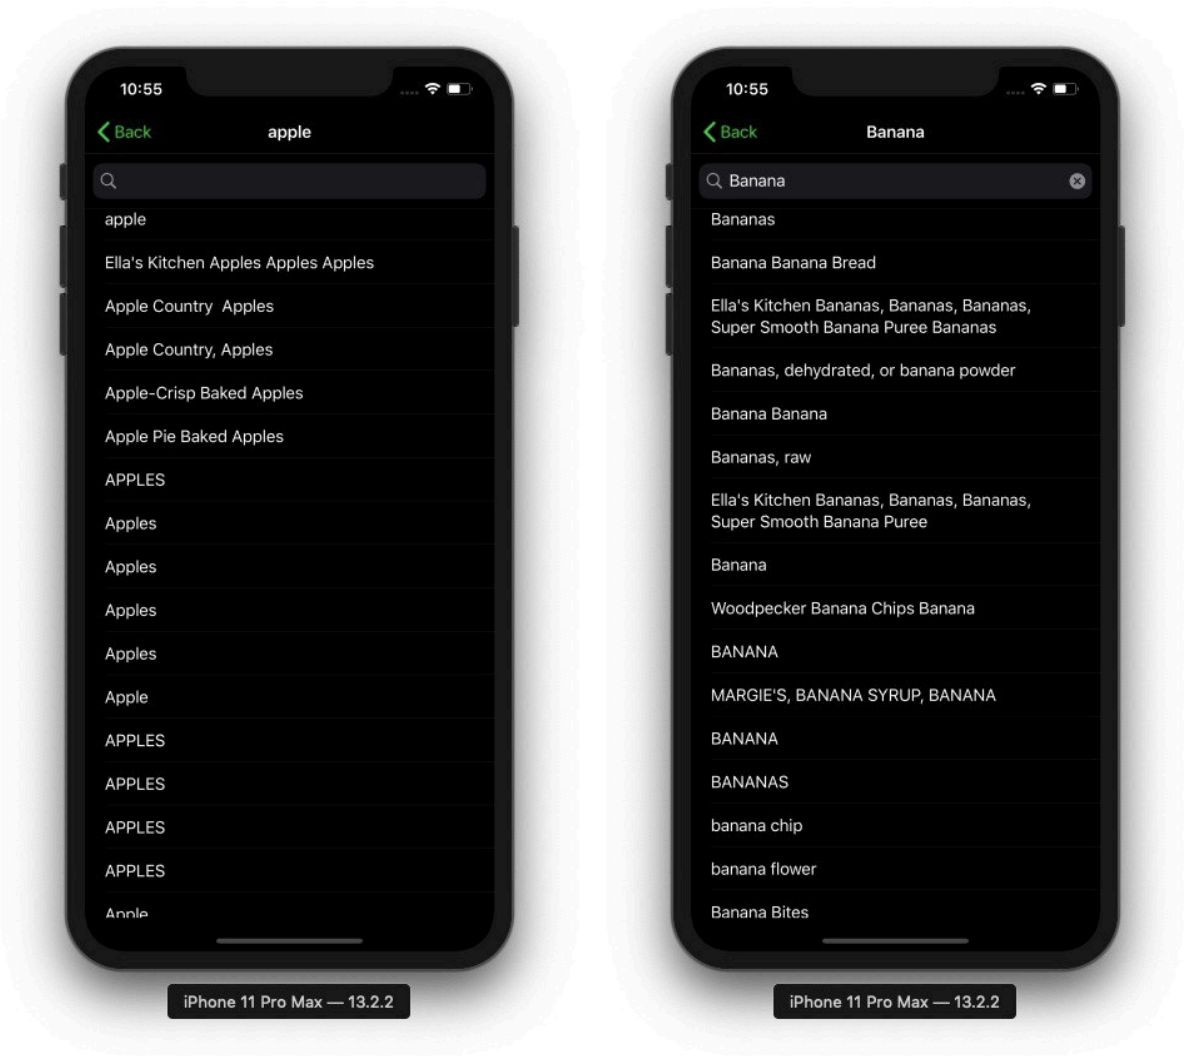 10:55
Back
apple
apple
Ella's Kitchen Apples Apples Apples
Apple Country  Apples
Apple Country, Apples
Apple-Crisp Baked Apples
Apple Pie Baked Apples
APPLES
Apples
Apples
Apples
Apples
Apple
APPLES
APPLES
APPLES
APPLES
Apple
iPhone 11 Pro Max — 13.2.2
10:55
Back
Banana
Banana
Bananas
Banana Banana Bread
Ella's Kitchen Bananas, Bananas, Bananas,
Super Smooth Banana Puree Bananas
Bananas, dehydrated, or banana powder
Banana Banana
Bananas, raw
Ella's Kitchen Bananas, Bananas, Bananas,
Super Smooth Banana Puree
Banana
Woodpecker Banana Chips Banana
BANANA
MARGIE'S, BANANA SYRUP, BANANA
BANANA
BANANAS
banana chip
banana flower
Banana Bites
iPhone 11 Pro Max — 13.2.2